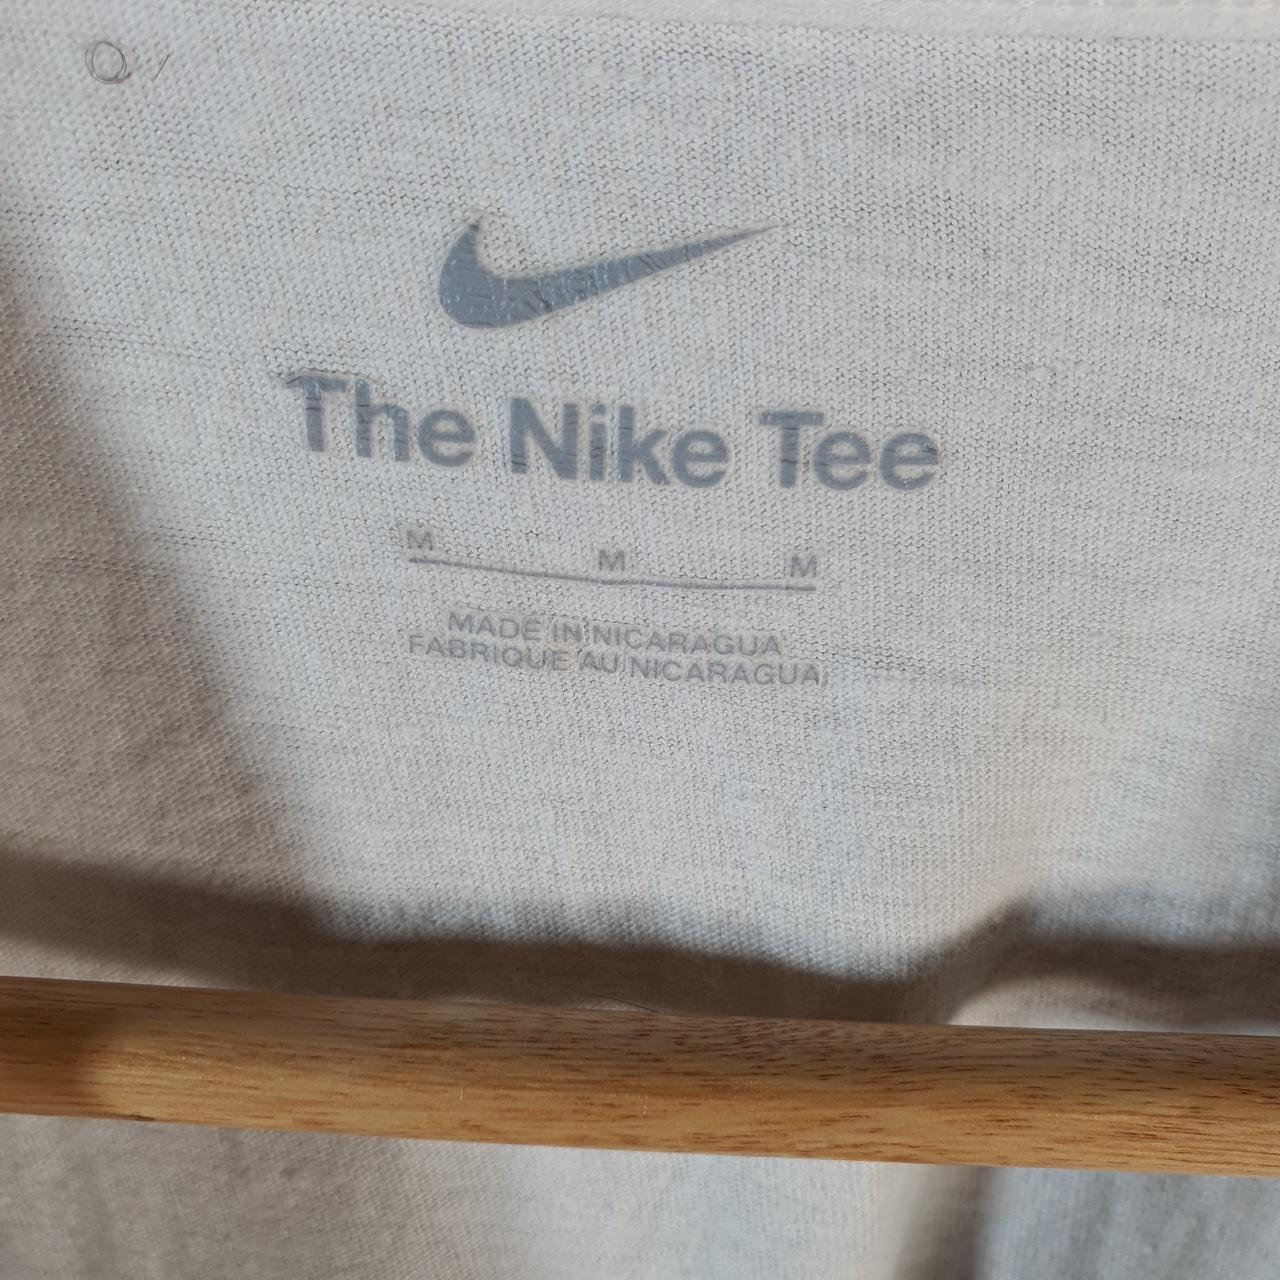 The Nike Tee
M M M
MADE IN NICARAGUA
FABRIQUE AU NICARAGUA